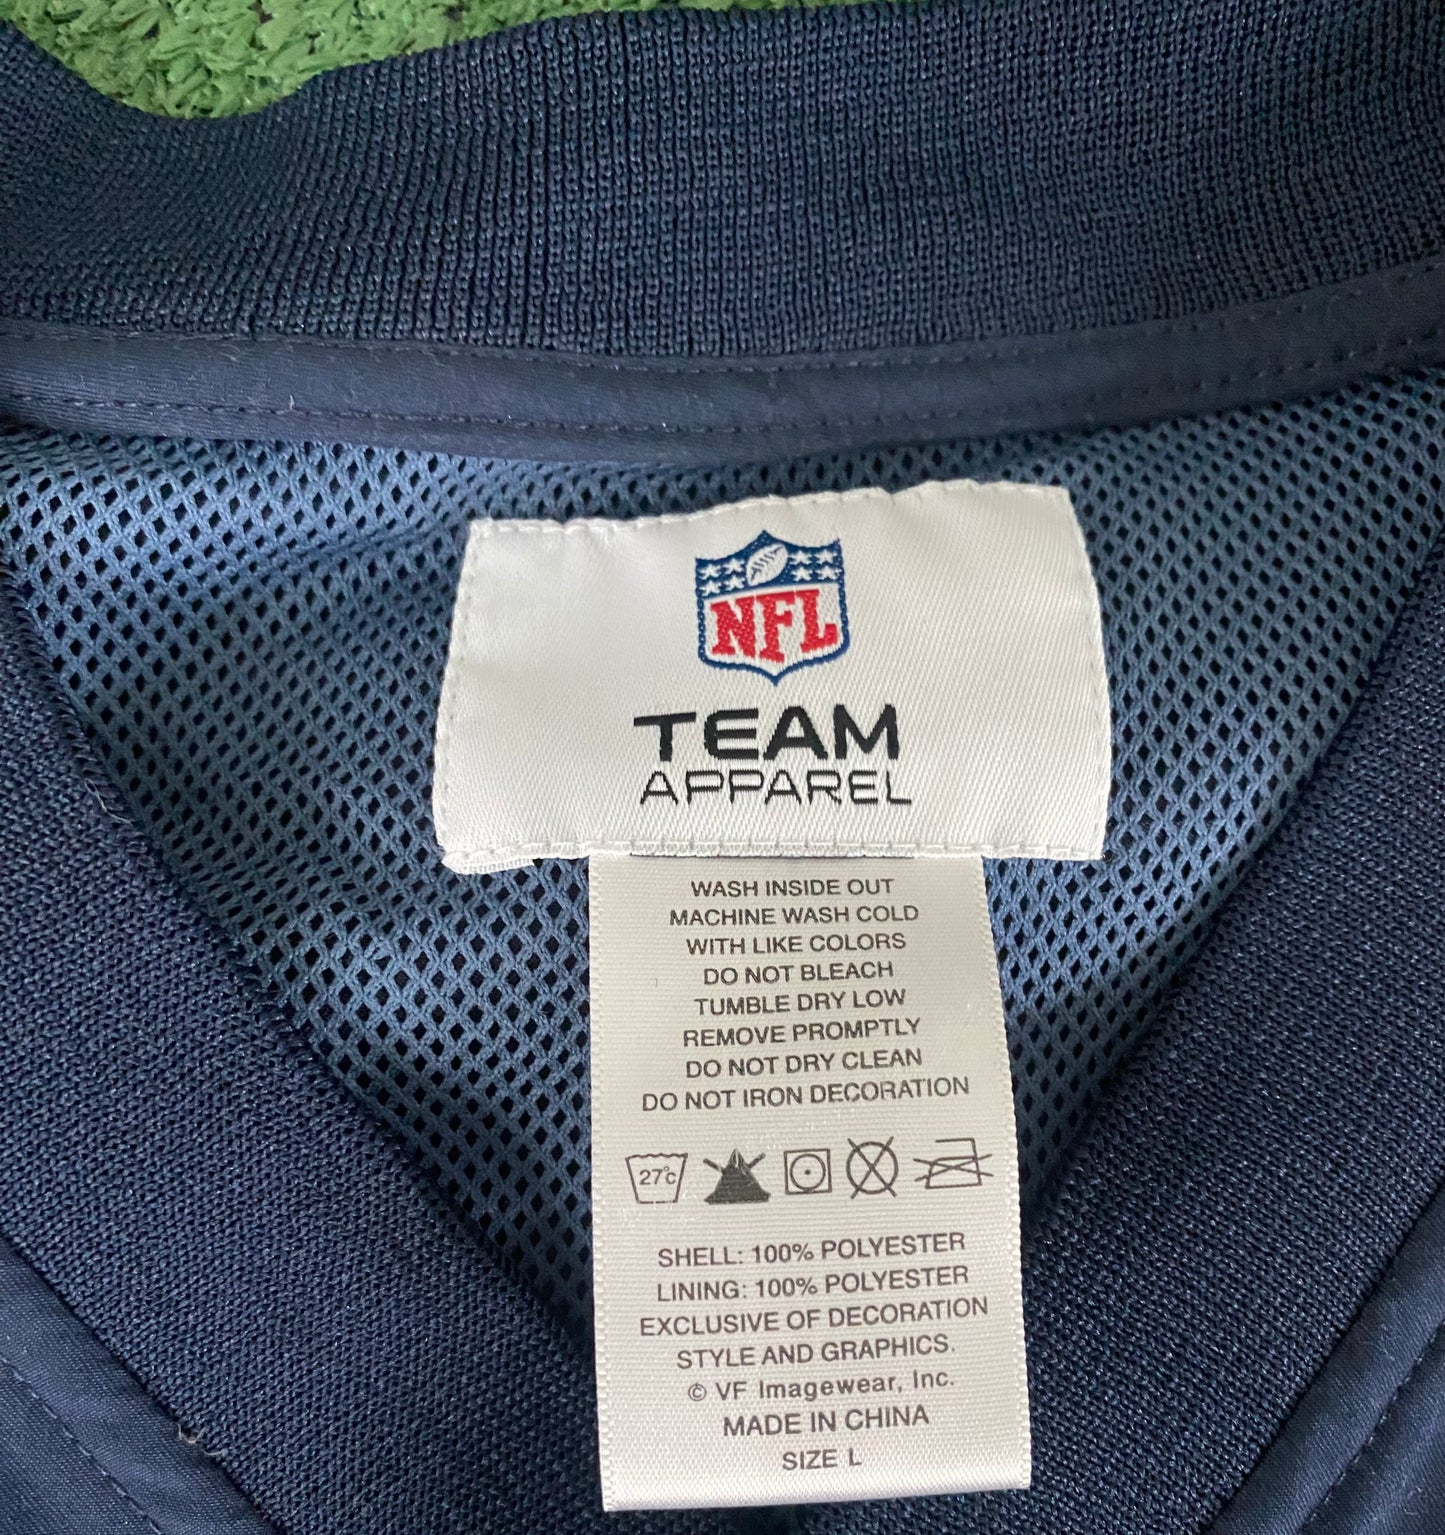 NFL
TEAM
APPAREL
WASH INSIDE OUT
MACHINE WASH COLD
WITH LIKE COLORS
DO NOT BLEACH
TUMBLE DRY LOW
REMOVE PROMPTLY
DO NOT DRY CLEAN
DO NOT IRON DECORATION
27°C
SHELL: 100% POLYESTER
LINING: 100% POLYESTER
EXCLUSIVE OF DECORATION
STYLE AND GRAPHICS.
© VF Imagewear, Inc.
MADE IN CHINA
SIZE L